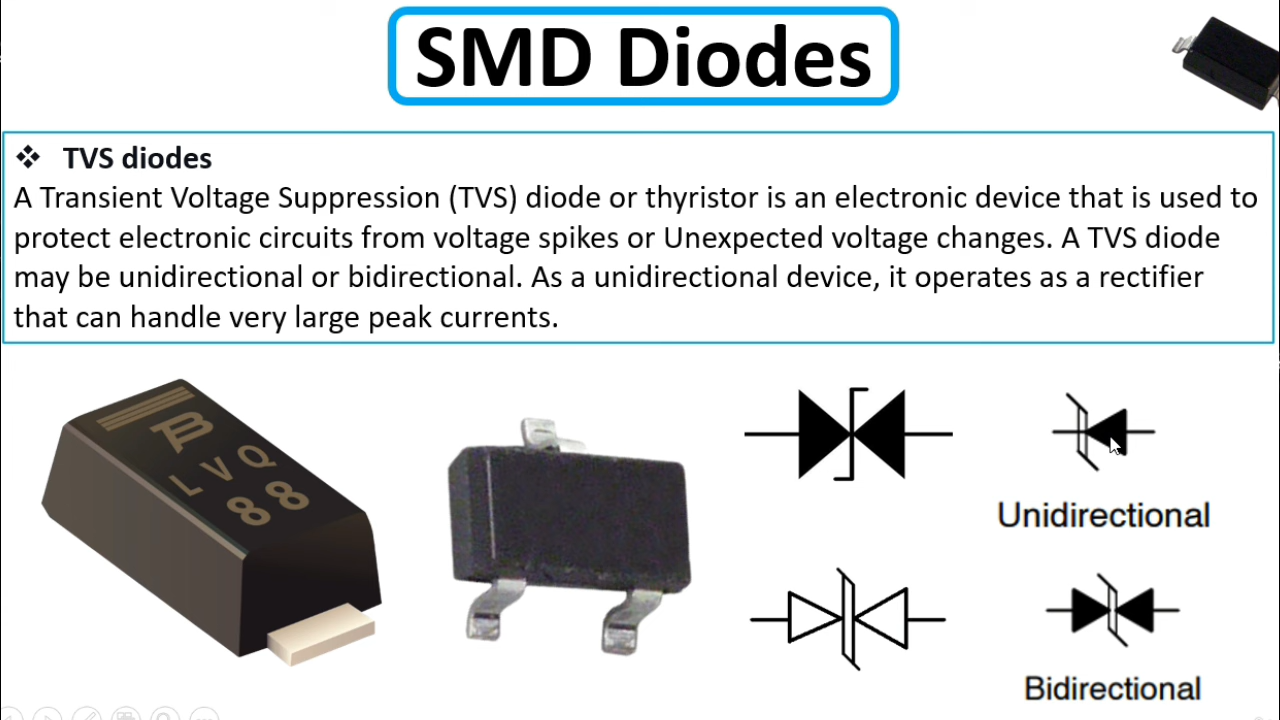 SMD Diodes
❖ TVS diodes
A Transient Voltage Suppression (TVS) diode or thyristor is an electronic device that is used to
protect electronic circuits from voltage spikes or Unexpected voltage changes. A TVS diode
may be unidirectional or bidirectional. As a unidirectional device, it operates as a rectifier
that can handle very large peak currents.
B
LVQ
88
Unidirectional
Bidirectional